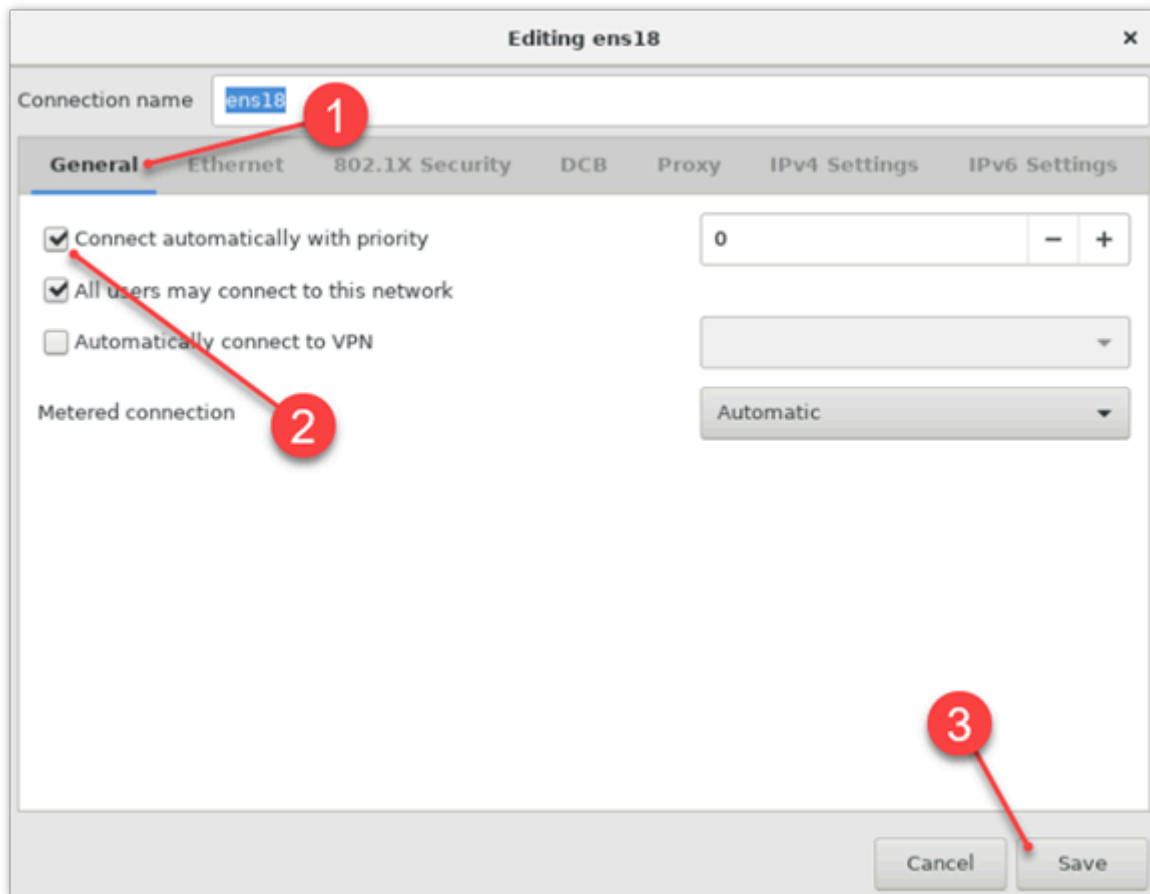 Editing ens18 ×
Connection name ens18
1
General Ethernet 802.1X Security DCB Proxy IPv4 Settings IPv6 Settings
Connect automatically with priority 0 − +
All users may connect to this network
Automatically connect to VPN
Metered connection Automatic
2
3
Cancel Save